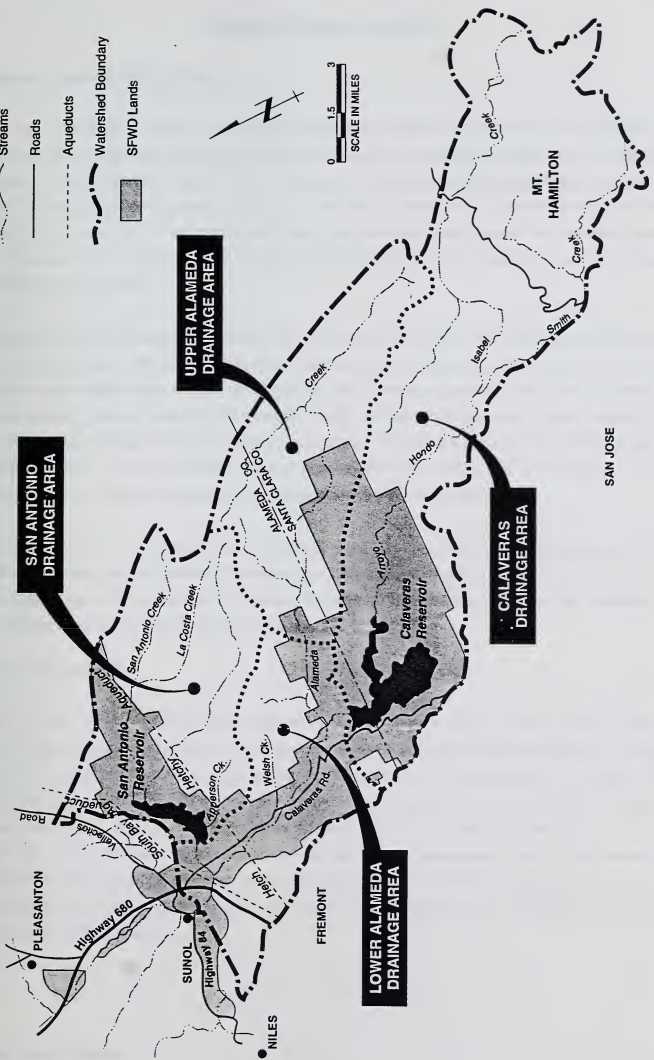 Streams
Roads
Aqueducts
Watershed Boundary
SFWD Lands
0 1.5 3
SCALE IN MILES
N
SAN ANTONIO
DRAINAGE AREA
UPPER ALAMEDA
DRAINAGE AREA
CALAVERAS
DRAINAGE AREA
LOWER ALAMEDA
DRAINAGE AREA
PLEASANTON
Highway 680
SUNOL
Highway 84
NILES
FREMONT
SAN JOSE
MT.
HAMILTON
Vallecitos Road
South Bay Aqueduct
San Antonio
Reservoir
Hetch Hetchy Aqueduct
San Antonio Creek
La Costa Creek
Apperson Ck.
Welsh Ck.
Calaveras Rd.
Alameda Creek
ALAMEDA CO.
SANTA CLARA CO.
Calaveras
Reservoir
Arroyo Hondo
Isabel Creek
Smith Creek